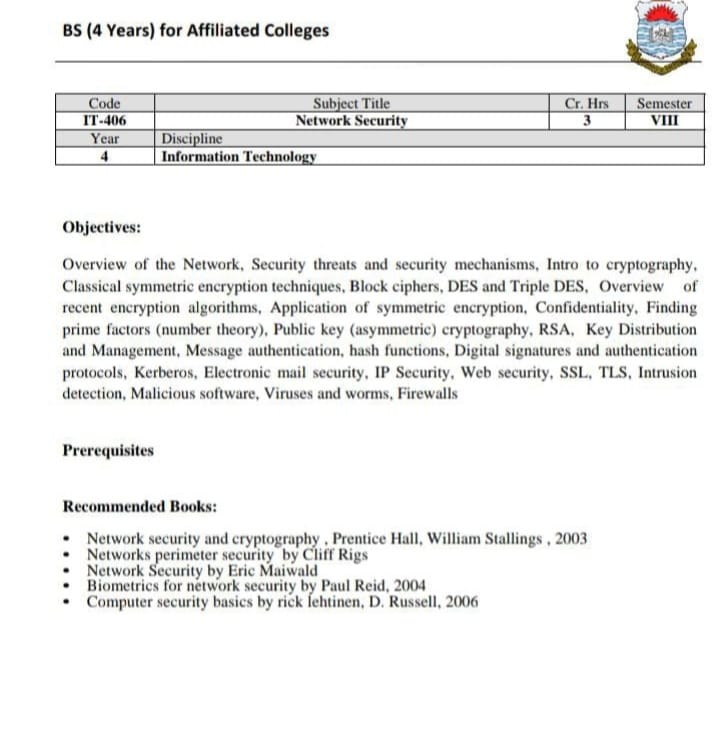 BS (4 Years) for Affiliated Colleges
Code Subject Title Cr. Hrs Semester
IT-406 Network Security 3 VIII
Year Discipline
4 Information Technology
Objectives:
Overview of the Network, Security threats and security mechanisms, Intro to cryptography,
Classical symmetric encryption techniques, Block ciphers, DES and Triple DES, Overview of
recent encryption algorithms, Application of symmetric encryption, Confidentiality, Finding
prime factors (number theory), Public key (asymmetric) cryptography, RSA, Key Distribution
and Management, Message authentication, hash functions, Digital signatures and authentication
protocols, Kerberos, Electronic mail security, IP Security, Web security, SSL, TLS, Intrusion
detection, Malicious software, Viruses and worms, Firewalls
Prerequisites
Recommended Books:
• Network security and cryptography , Prentice Hall, William Stallings , 2003
• Networks perimeter security by Cliff Rigs
• Network Security by Eric Maiwald
• Biometrics for network security by Paul Reid, 2004
• Computer security basics by rick lehtinen, D. Russell, 2006